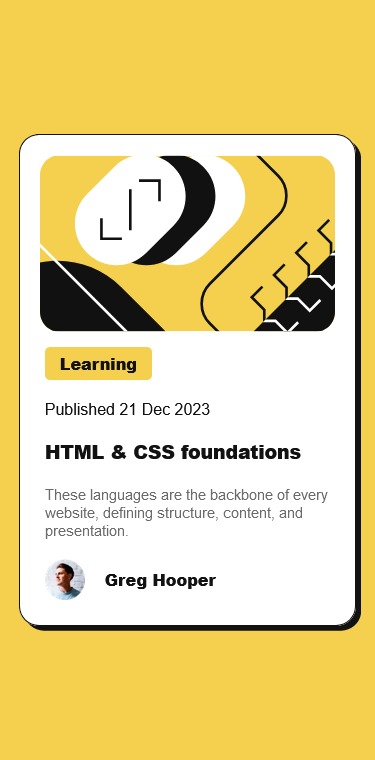 Learning
Published 21 Dec 2023
HTML & CSS foundations
These languages are the backbone of every
website, defining structure, content, and
presentation.
Greg Hooper